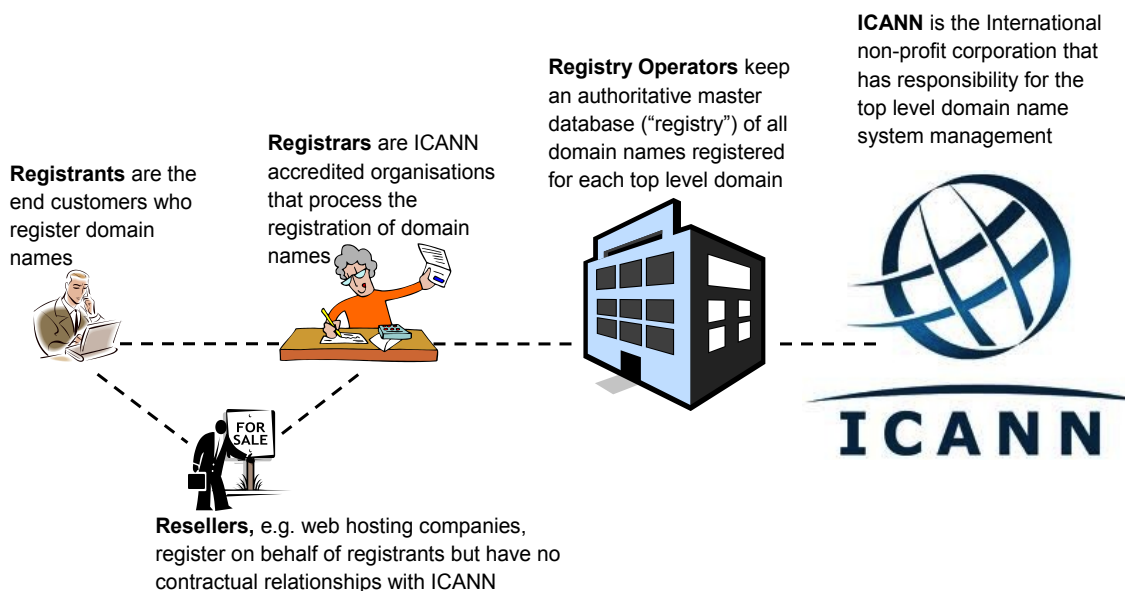 Registrants are the
end customers who
register domain
names
Registrars are ICANN
accredited organisations
that process the
registration of domain
names
Registry Operators keep
an authoritative master
database (“registry”) of all
domain names registered
for each top level domain
ICANN is the International
non-profit corporation that
has responsibility for the
top level domain name
system management
ICANN
FOR
SALE
Resellers, e.g. web hosting companies,
register on behalf of registrants but have no
contractual relationships with ICANN